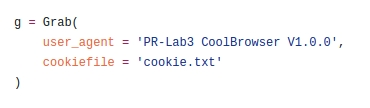 g = Grab(
    user_agent = 'PR-Lab3 CoolBrowser V1.0.0',
    cookiefile = 'cookie.txt'
)